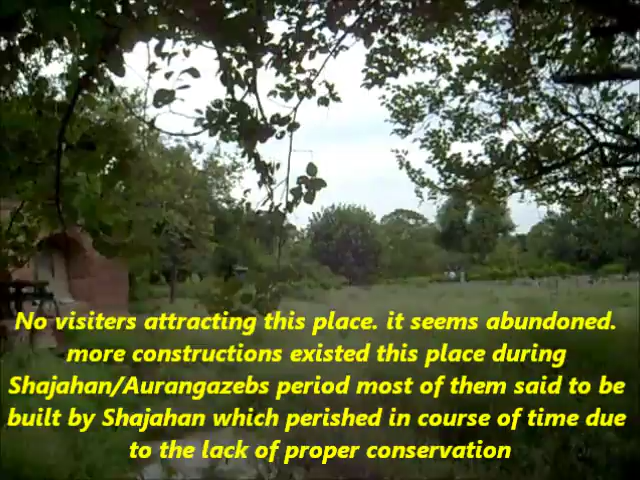 No visiters attracting this place. it seems abundoned.
more constructions existed this place during
Shajahan/Aurangazebs period most of them said to be
built by Shajahan which perished in course of time due
to the lack of proper conservation